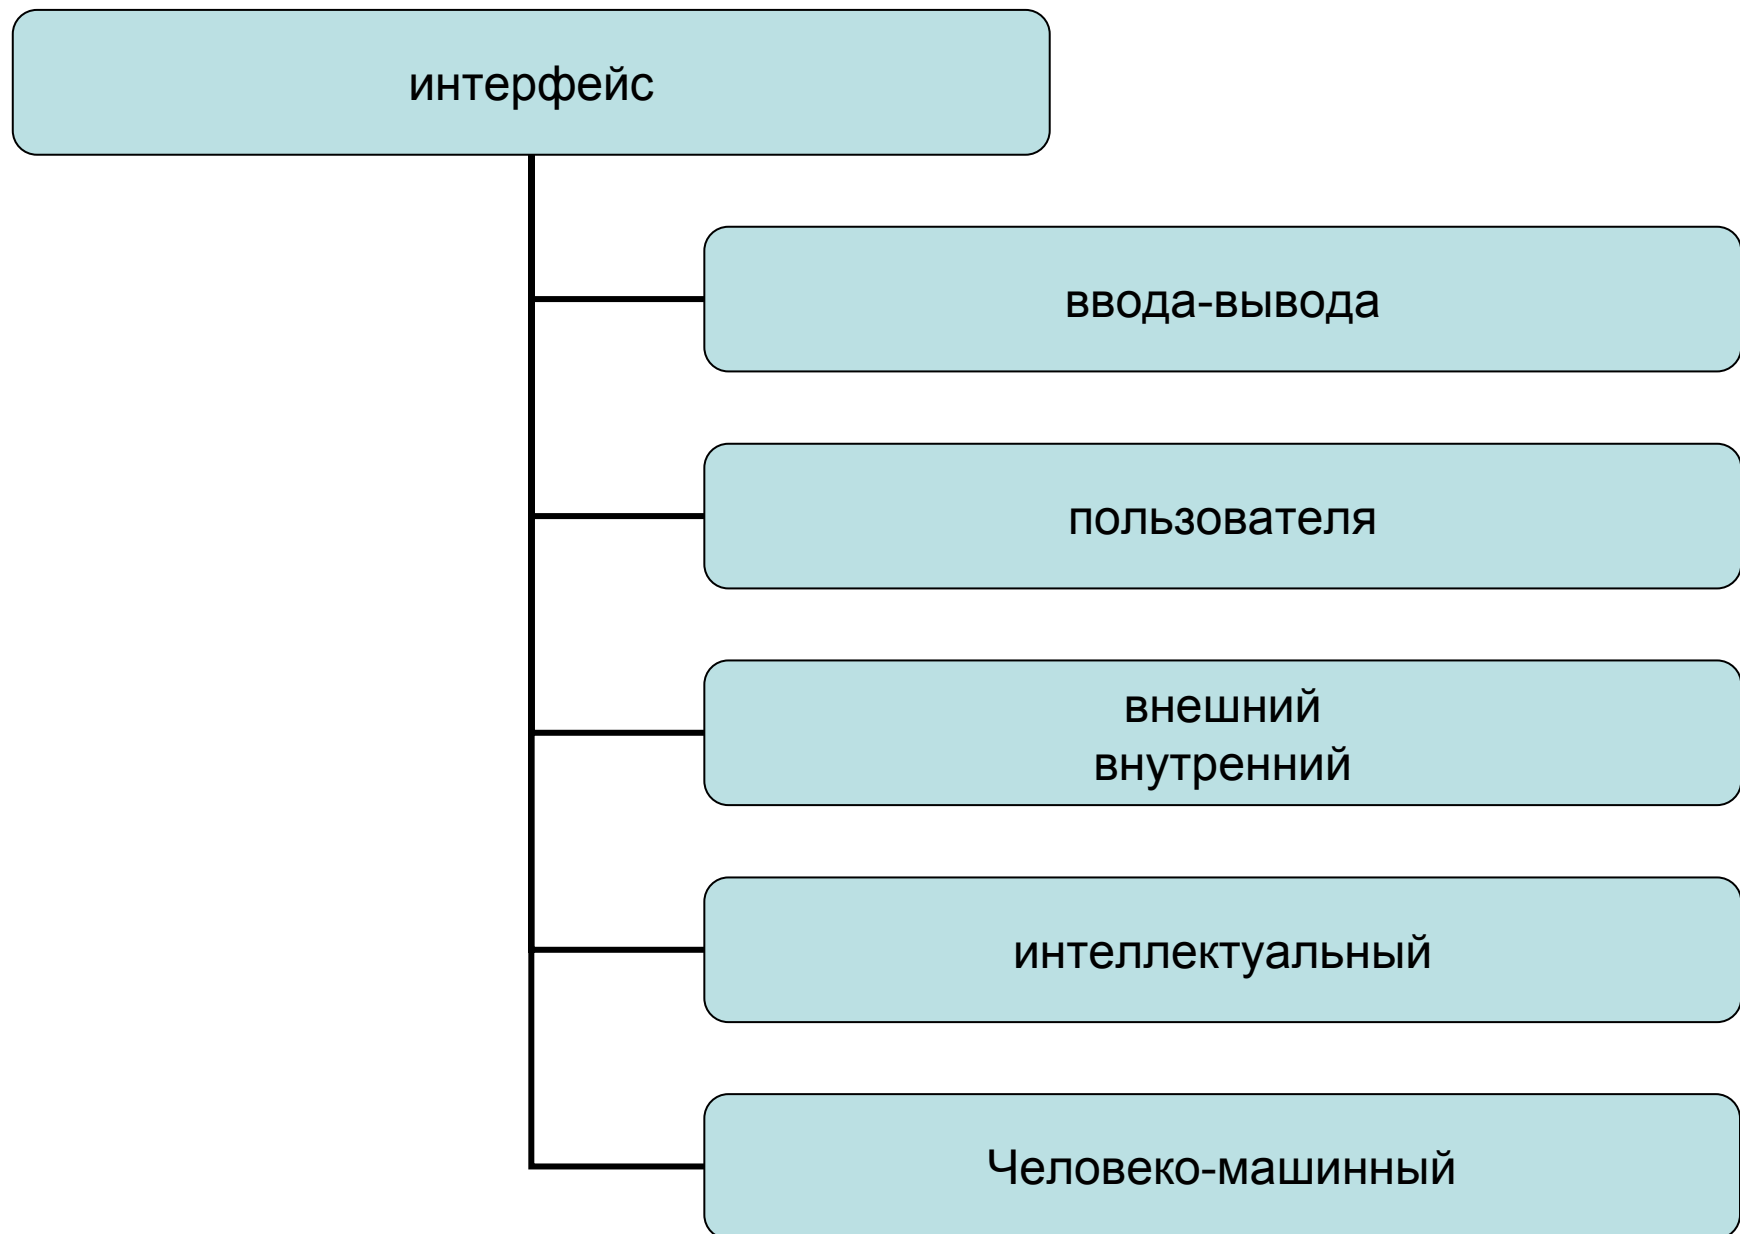 интерфейс
ввода-вывода
пользователя
внешний
внутренний
интеллектуальный
Человеко-машинный